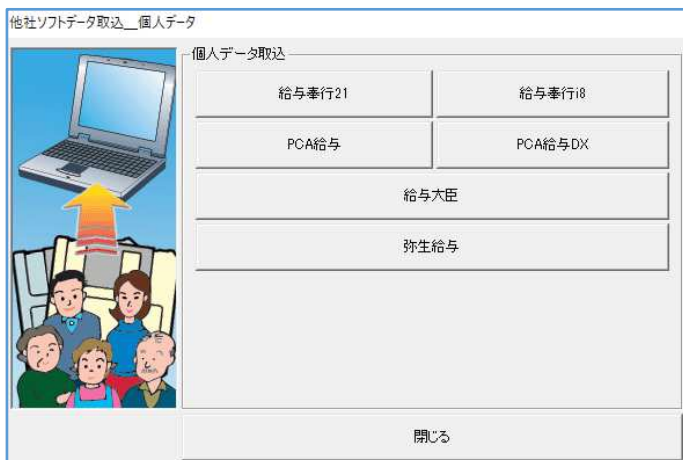 他社ソフトデータ取込__個人データ
個人データ取込
給与奉行21
給与奉行i8
PCA給与
PCA給与DX
給与大臣
弥生給与
閉じる